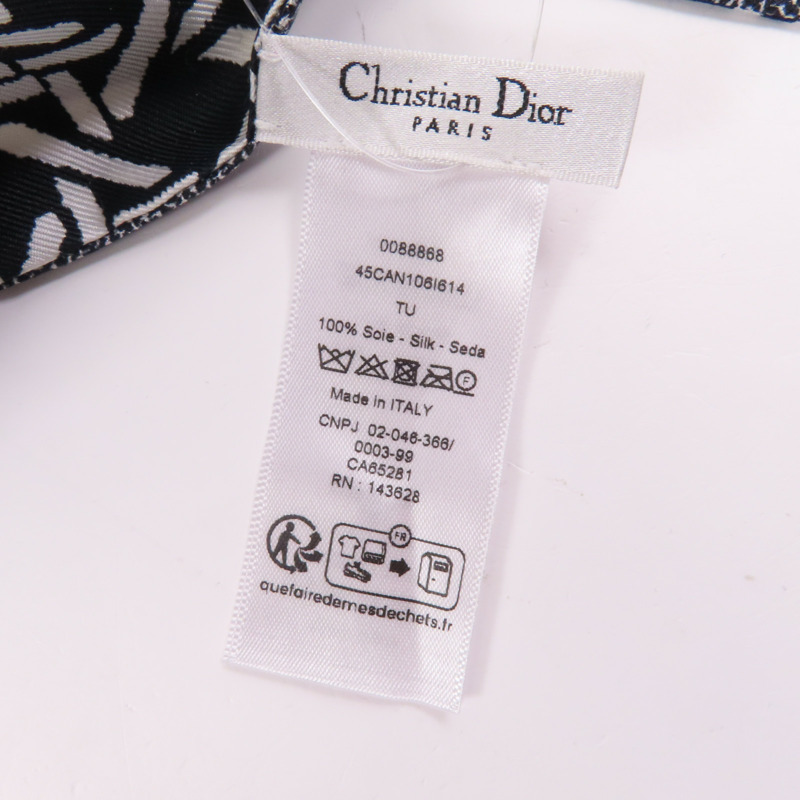 Christian Dior
PARIS
0088868
45CAN106I614
TU
100% Soie - Silk - Seda
F
Made in ITALY
CNPJ 02-046-366/
0003-99
CA65281
RN : 143628
FR
quefairedemesdechets.fr